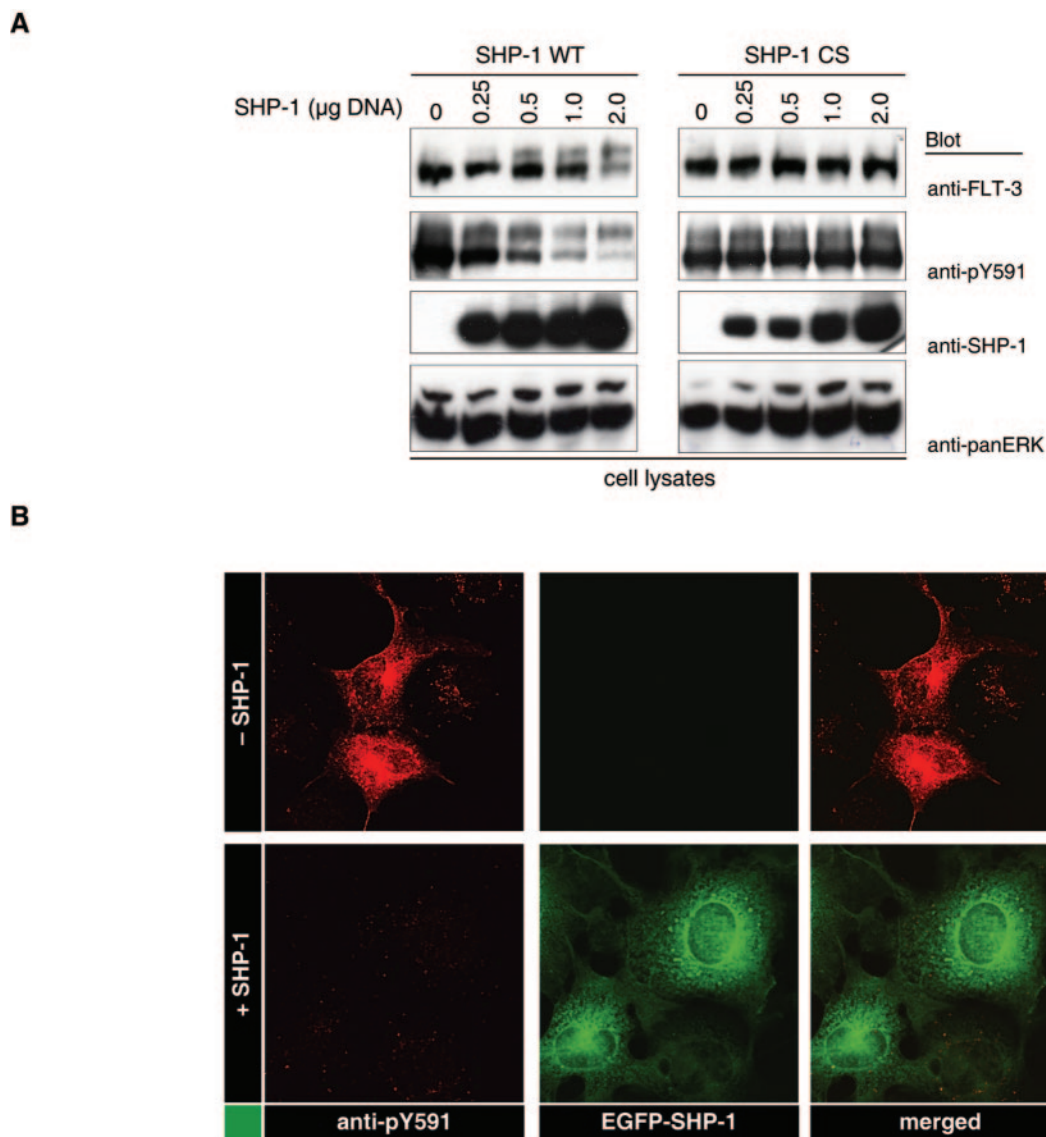 A
SHP-1 WT
SHP-1 CS
SHP-1 (µg DNA)
0
0.25
0.5
1.0
2.0
0
0.25
0.5
1.0
2.0
Blot
anti-FLT-3
anti-pY591
anti-SHP-1
anti-panERK
cell lysates
B
– SHP-1
+ SHP-1
anti-pY591
EGFP-SHP-1
merged